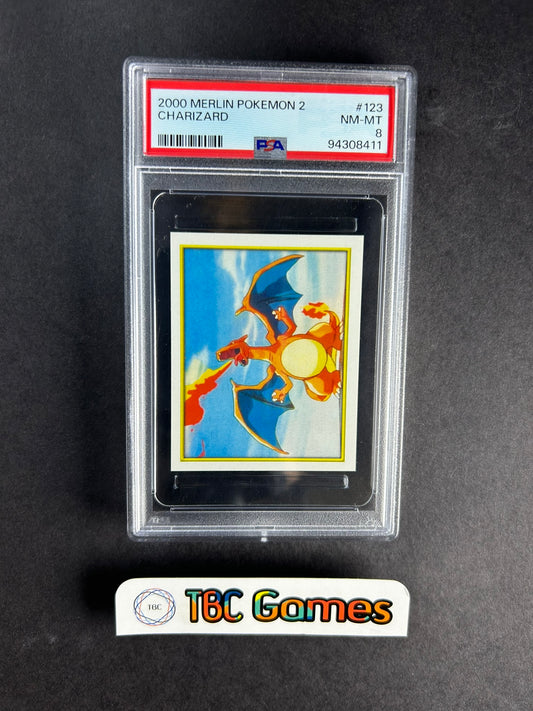 2000 MERLIN POKEMON 2 #123
CHARIZARD NM-MT
8
PSA 94308411
TBC TBC Games